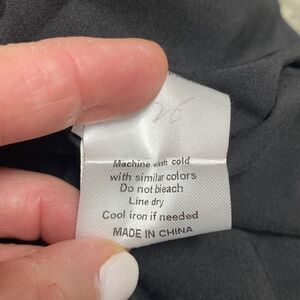 Machine wash cold
with similar colors
Do not bleach
Line dry
Cool iron if needed
MADE IN CHINA